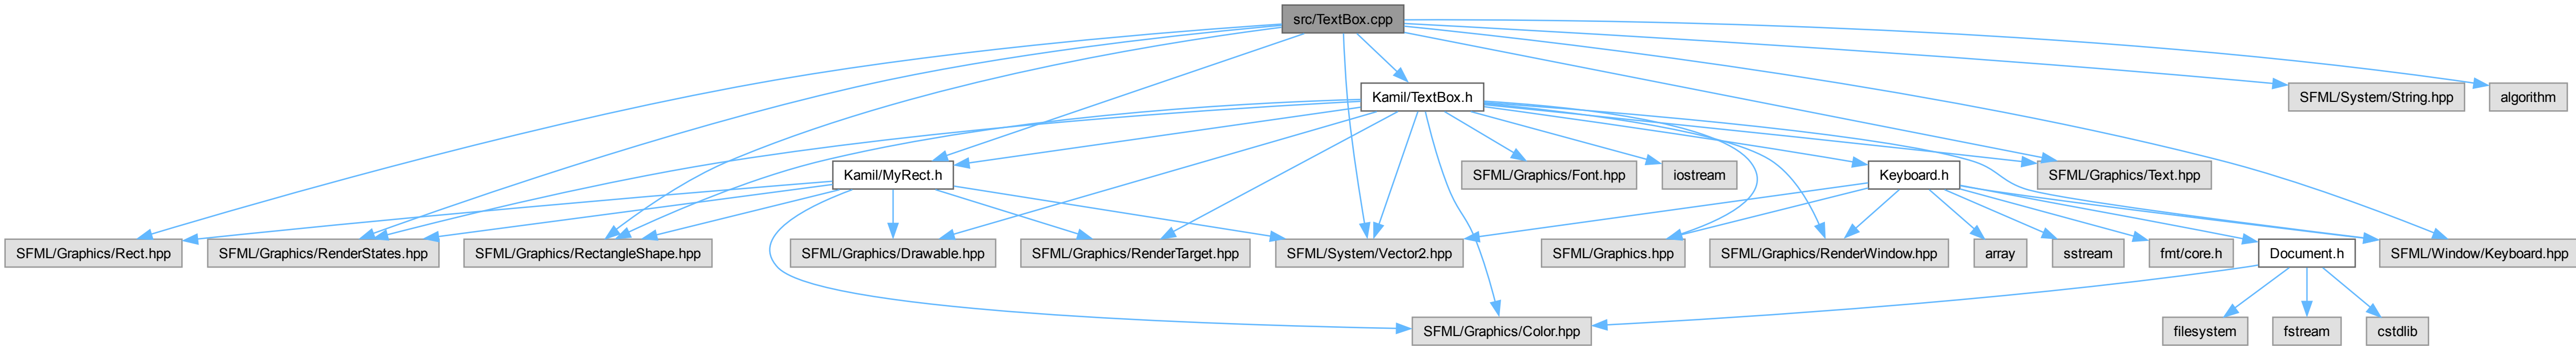 src/TextBox.cpp
Kamil/TextBox.h
SFML/System/String.hpp
algorithm
Kamil/MyRect.h
SFML/Graphics/Font.hpp
iostream
Keyboard.h
SFML/Graphics/Text.hpp
SFML/Graphics/Rect.hpp
SFML/Graphics/RenderStates.hpp
SFML/Graphics/RectangleShape.hpp
SFML/Graphics/Drawable.hpp
SFML/Graphics/RenderTarget.hpp
SFML/System/Vector2.hpp
SFML/Graphics.hpp
SFML/Graphics/RenderWindow.hpp
array
sstream
fmt/core.h
Document.h
SFML/Window/Keyboard.hpp
SFML/Graphics/Color.hpp
filesystem
fstream
cstdlib